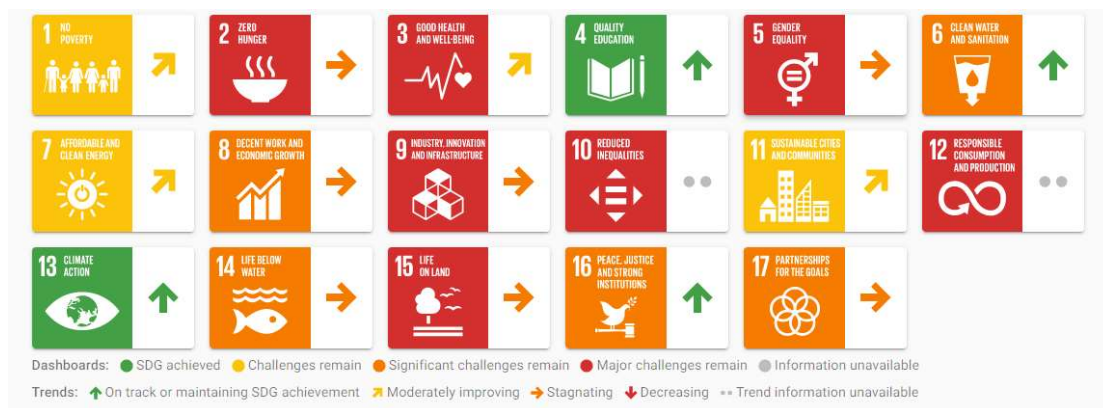 1 NO
POVERTY
2 ZERO
HUNGER
3 GOOD HEALTH
AND WELL-BEING
4 QUALITY
EDUCATION
5 GENDER
EQUALITY
6 CLEAN WATER
AND SANITATION
7 AFFORDABLE AND
CLEAN ENERGY
8 DECENT WORK AND
ECONOMIC GROWTH
9 INDUSTRY, INNOVATION
AND INFRASTRUCTURE
10 REDUCED
INEQUALITIES
11 SUSTAINABLE CITIES
AND COMMUNITIES
12 RESPONSIBLE
CONSUMPTION
AND PRODUCTION
13 CLIMATE
ACTION
14 LIFE BELOW
WATER
15 LIFE
ON LAND
16 PEACE, JUSTICE
AND STRONG
INSTITUTIONS
17 PARTNERSHIPS
FOR THE GOALS
Dashboards: SDG achieved Challenges remain Significant challenges remain Major challenges remain Information unavailable
Trends: On track or maintaining SDG achievement Moderately improving Stagnating Decreasing Trend information unavailable